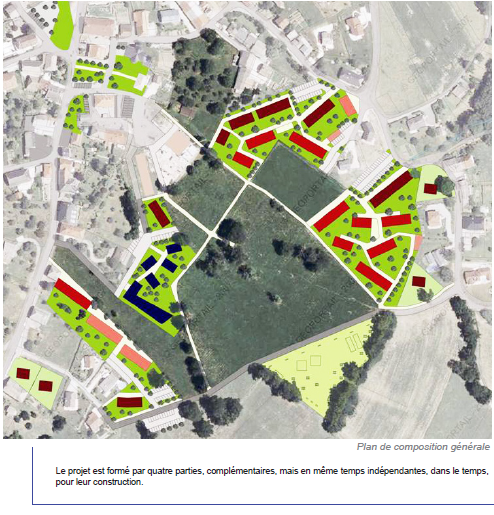 Plan de composition générale
Le projet est formé par quatre parties, complémentaires, mais en même temps indépendantes, dans le temps,
pour leur construction.